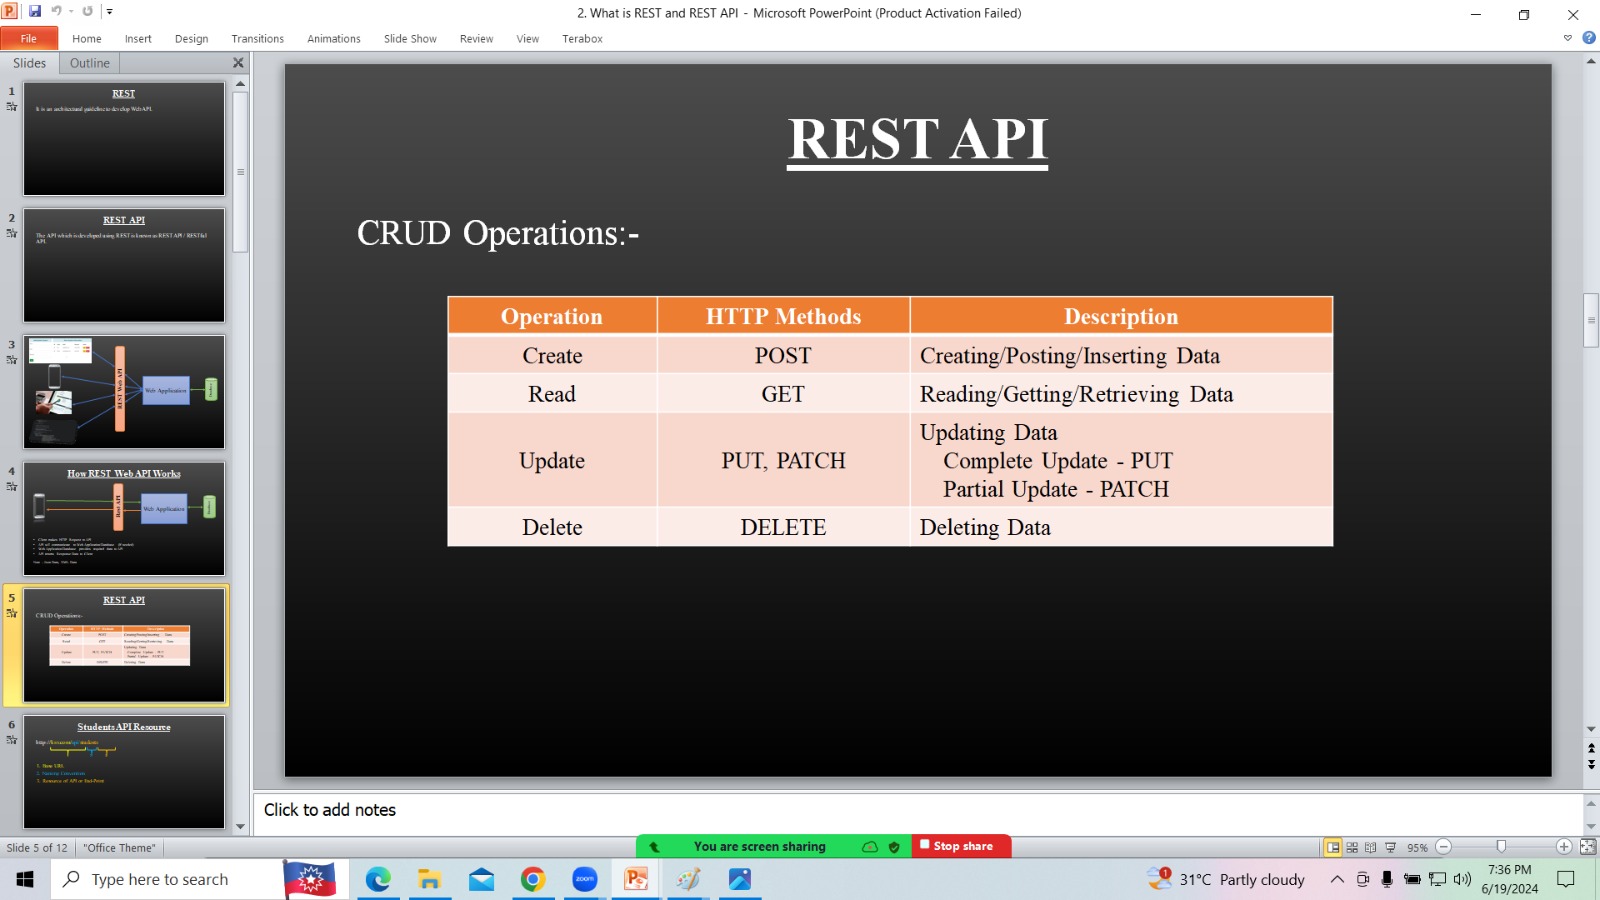 2. What is REST and REST API - Microsoft PowerPoint (Product Activation Failed)
File Home Insert Design Transitions Animations Slide Show Review View Terabox
Slides Outline
1
REST
It is an architectural guideline to develop Web API.
2
REST API
The API which is developed using REST is known as REST API / RESTful
API.
3
REST Web API
Web Application
4
How REST Web API Works
Rest API
Web Application
5
REST API
CRUD Operations:-
6
Students API Resource
1. Base URL
2. Naming Convention
3. Resource of API or End-Point
REST API
CRUD Operations:-
Operation HTTP Methods Description
Create POST Creating/Posting/Inserting Data
Read GET Reading/Getting/Retrieving Data
Update PUT, PATCH Updating Data
Complete Update - PUT
Partial Update - PATCH
Delete DELETE Deleting Data
Click to add notes
Slide 5 of 12 "Office Theme" You are screen sharing Stop share 95%
Type here to search zoom 1 31°C Partly cloudy 7:36 PM
6/19/2024